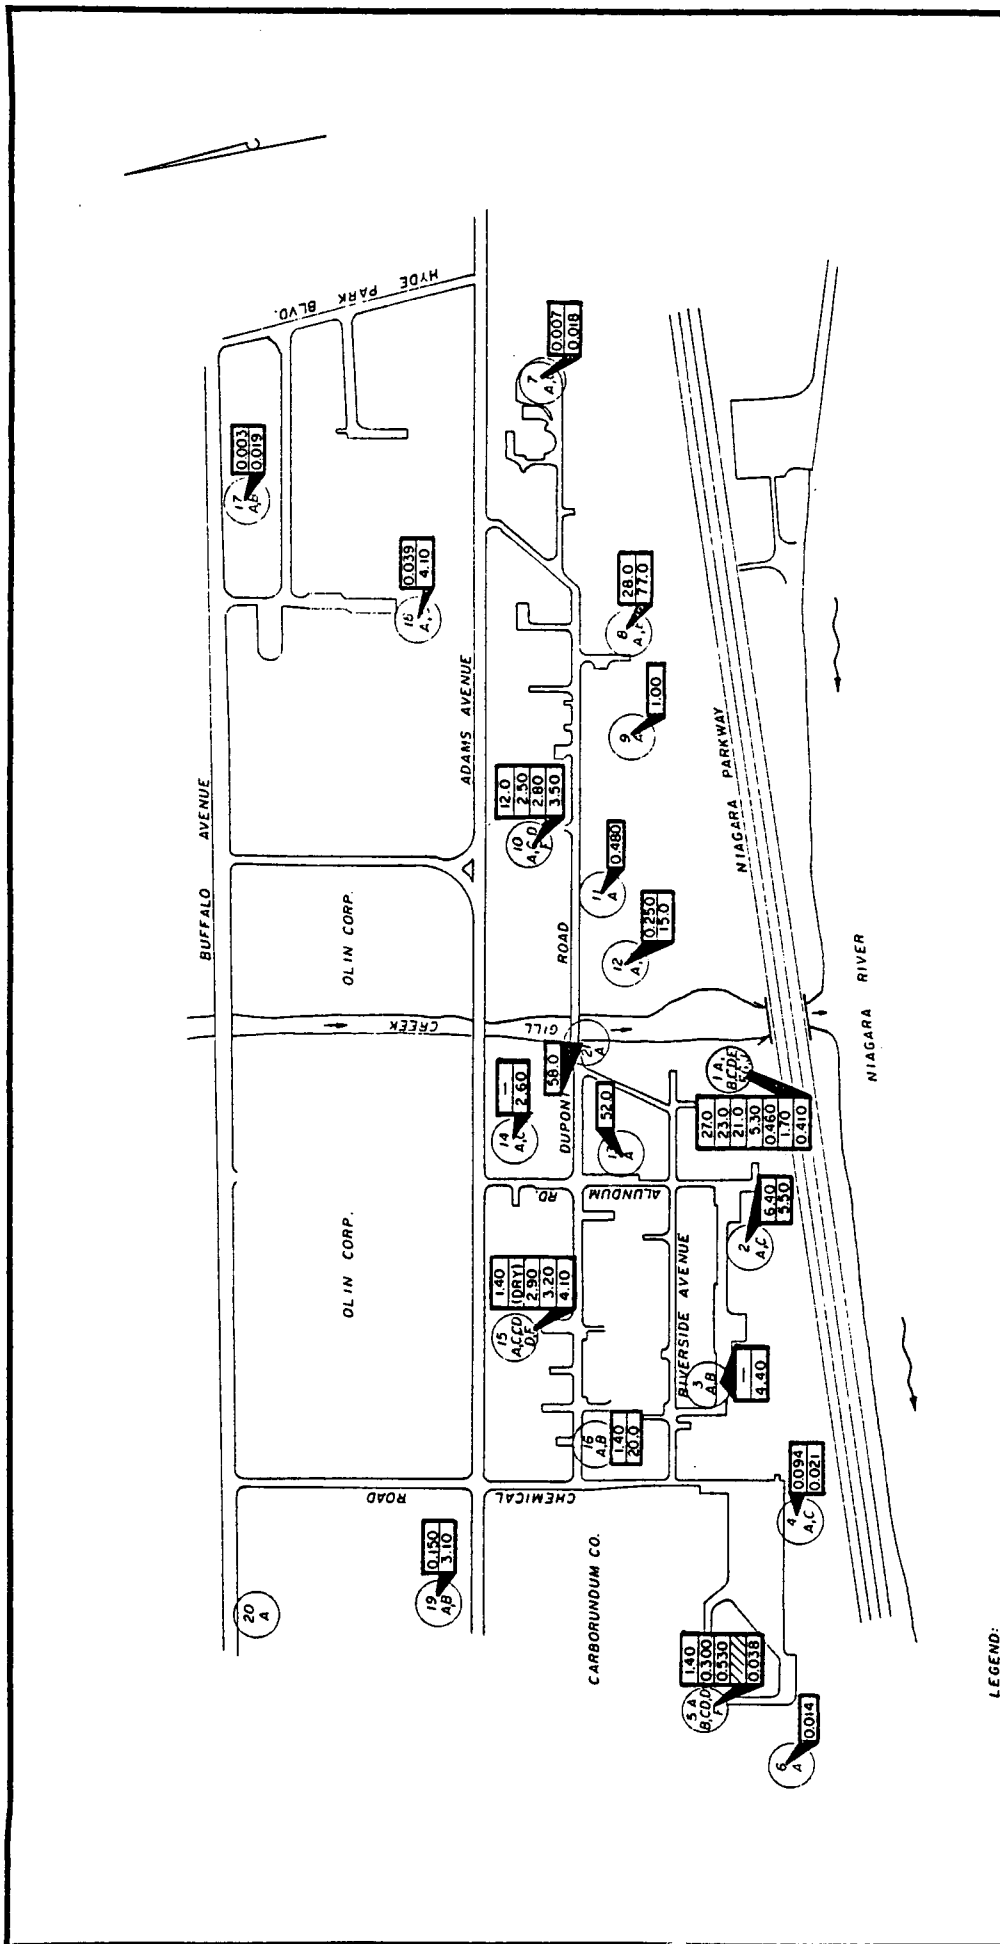 BUFFALO AVENUE
HYDE PARK BLVD.
ADAMS AVENUE
OLIN CORP.
OLIN CORP.
GILL CREEK
DUPONT ROAD
ALUNDUM RD.
RIVERSIDE AVENUE
CHEMICAL ROAD
CARBORUNDUM CO.
NIAGARA PARKWAY
NIAGARA RIVER
20
A
19
A,B
0.150
3.10
17
A,B
0.003
0.019
18
A,
0.039
4.10
7
A,
0.007
0.018
8
A,
28.0
77.0
9
A
1.00
10
A,C,D
12.0
2.50
2.80
3.50
11
A
0.480
12
A,
0.250
15.0
21
A
58.0
14
A,C
—
2.60
A
52.0
15
A,C,CD
D,F
1.40
(DRY)
2.90
3.20
4.10
16
A,B
1.40
20.0
1 A,
B,C,D,E
27.0
23.0
21.0
5.30
0.460
1.70
0.410
2
A,C
6.40
5.50
3
A,B
—
4.40
4
A,C
0.094
0.021
5 A
B,CD,D
F
1.40
0.300
0.530
0.038
6
A
0.014
LEGEND: